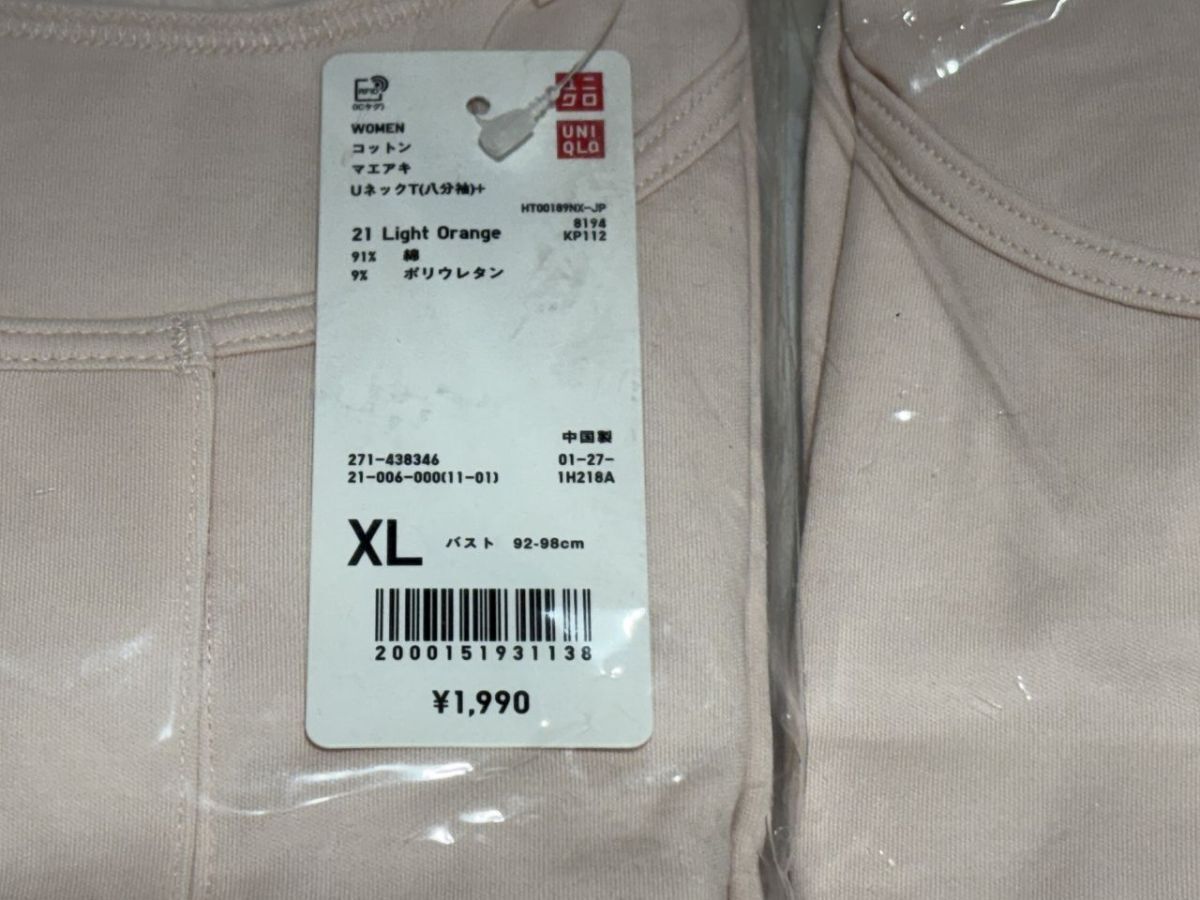 RFID
(ICタグ)
ユニ
クロ
UNI
QLO
WOMEN
コットン
マエアキ
UネックT(八分袖)+
HT00189NX-JP
8194
21 Light Orange
KP112
91% 綿
9% ポリウレタン
中国製
271-438346 01-27-
21-006-000(11-01) 1H218A
XL バスト 92-98cm
2000151931138
¥1,990